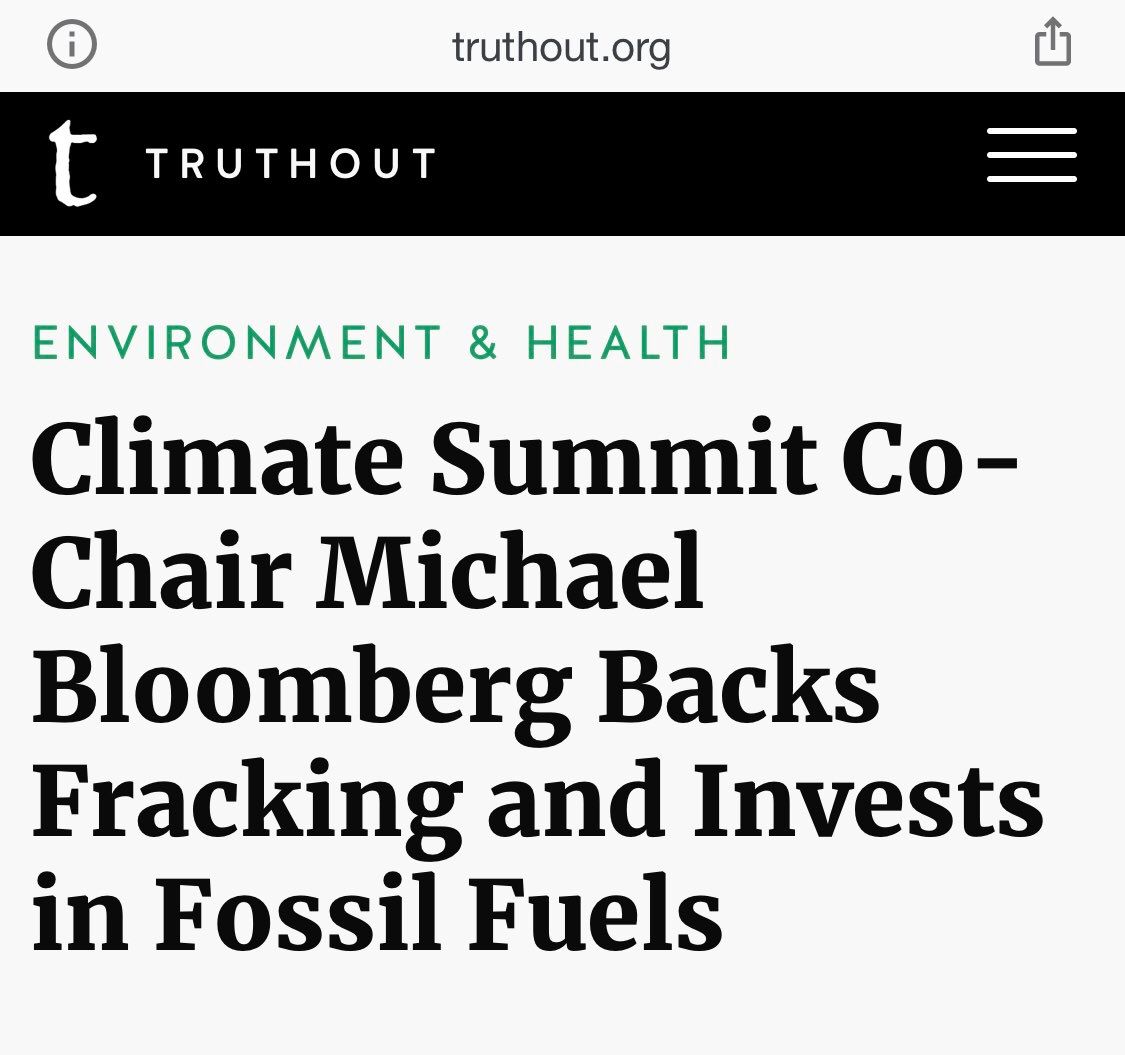 truthout.org
t TRUTHOUT
ENVIRONMENT & HEALTH
Climate Summit Co-
Chair Michael
Bloomberg Backs
Fracking and Invests
in Fossil Fuels